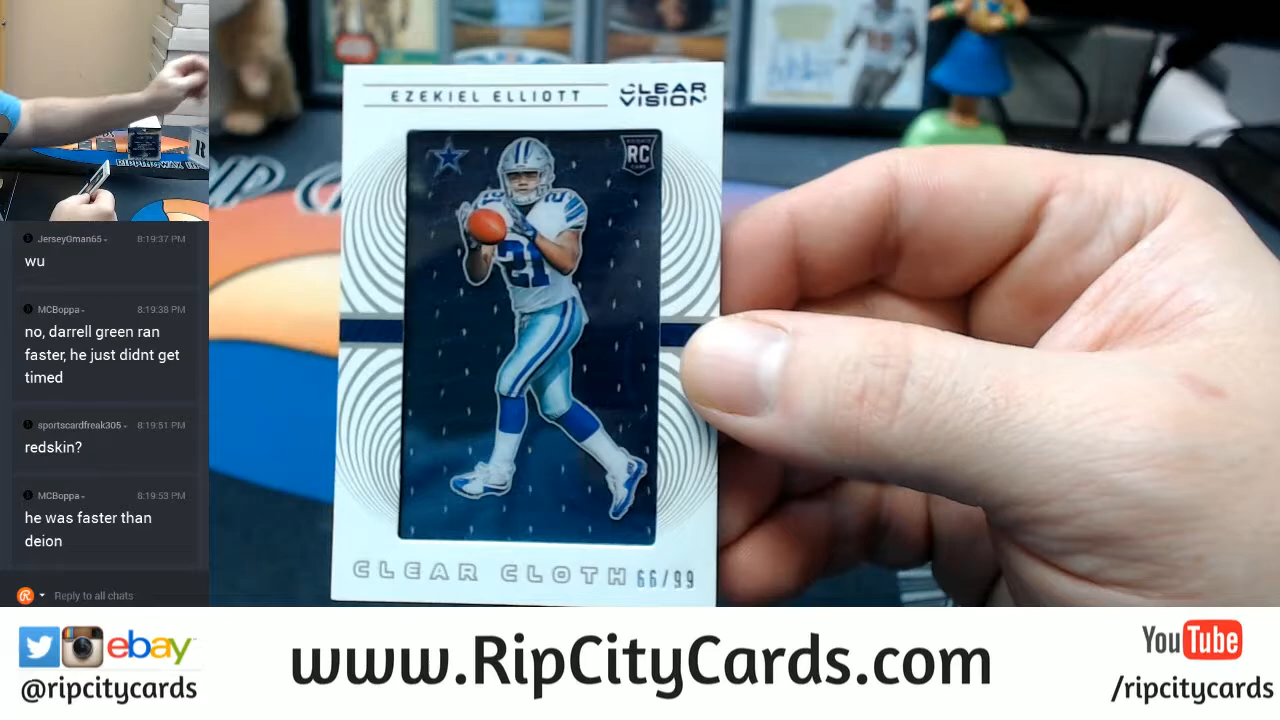 JerseyGman65 8:19:37 PM
wu
MCBoppa 8:19:38 PM
no, darrell green ran
faster, he just didnt get
timed
sportscardfreak305 8:19:51 PM
redskin?
MCBoppa 8:19:53 PM
he was faster than
deion
Reply to all chats
EZEKIEL ELLIOTT
CLEAR
VISION
RC
21
21
CLEAR CLOTH 66/99
ebay
@ripcitycards
www.RipCityCards.com
YouTube
/ripcitycards